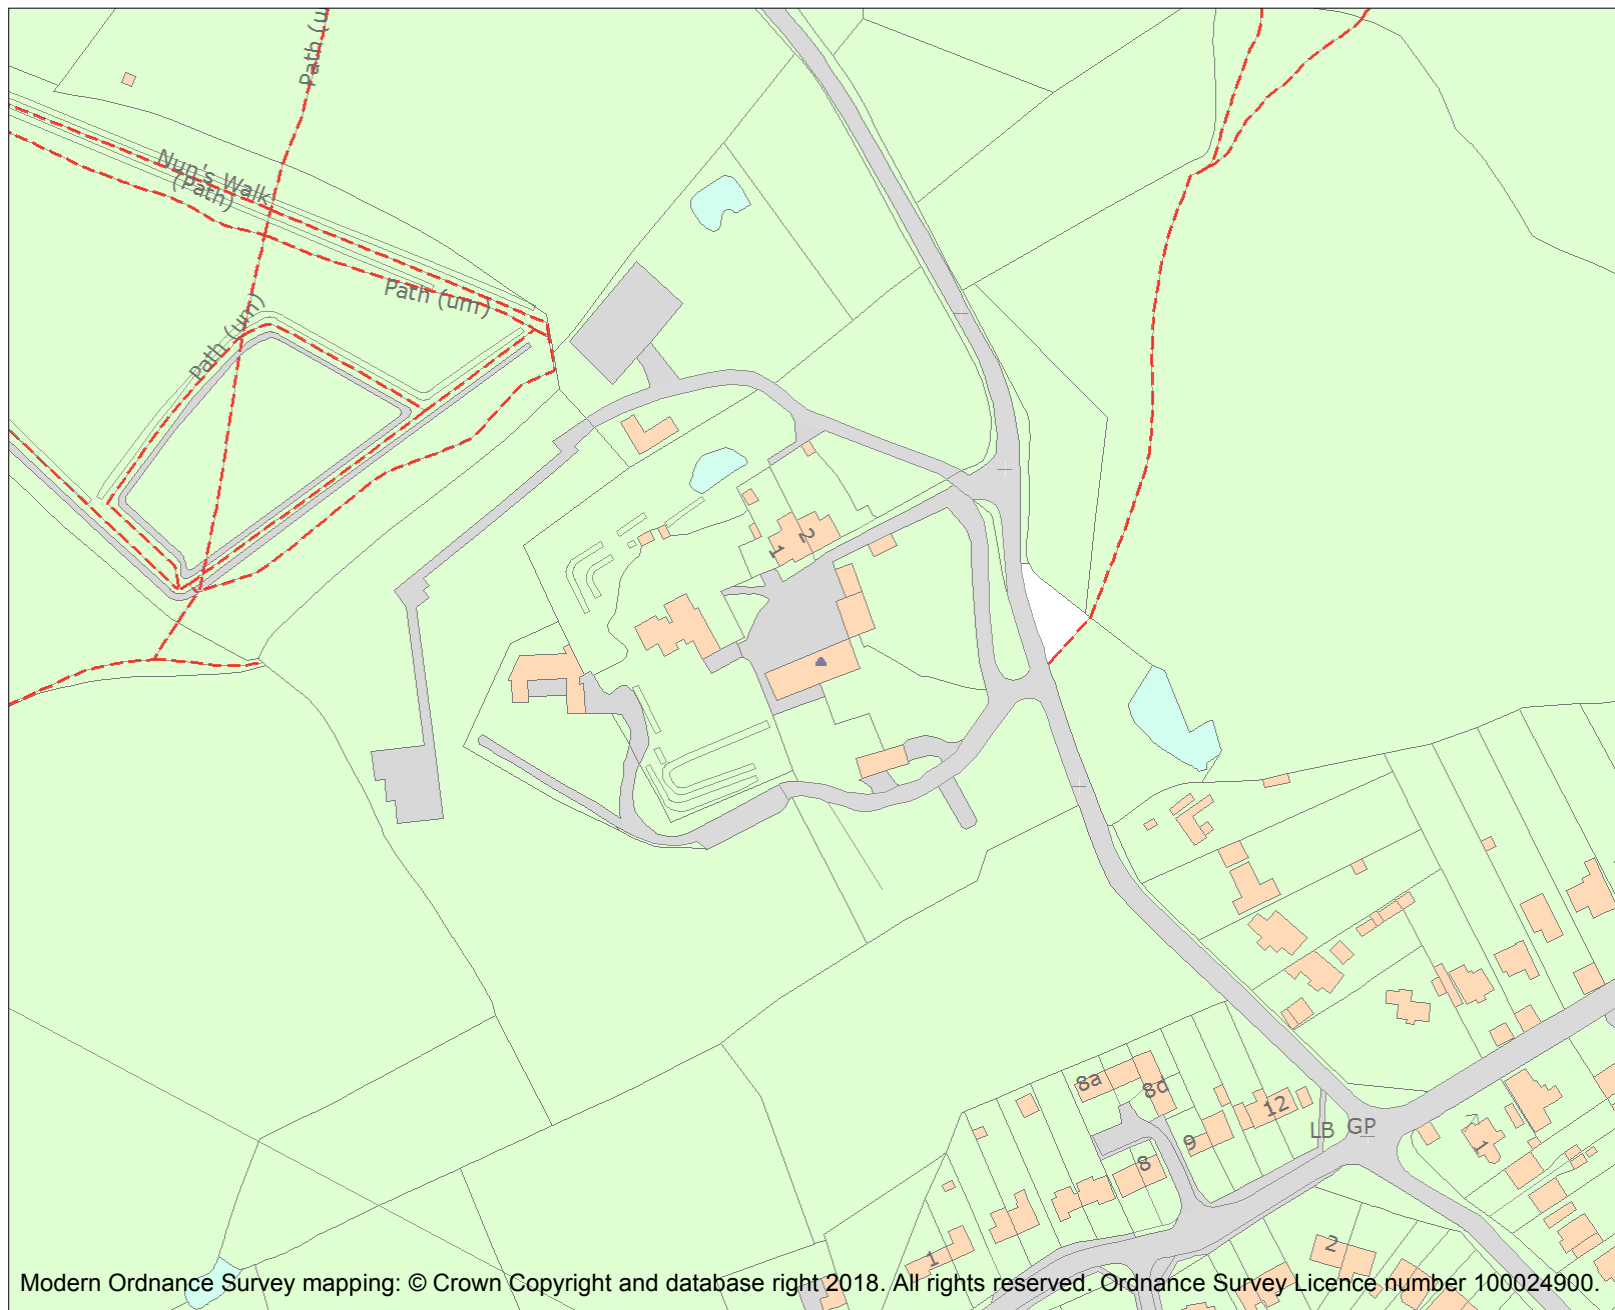 Path (u
Nun's Walk
(Path)
Path (um)
Path (um)
1
2
8a
8d
12
9
8
LB
GP
1
1
2
Modern Ordnance Survey mapping: © Crown Copyright and database right 2018. All rights reserved. Ordnance Survey Licence number 100024900.